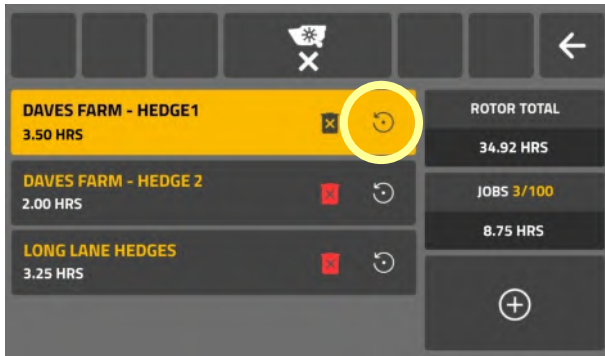 DAVES FARM - HEDGE1
3.50 HRS
DAVES FARM - HEDGE 2
2.00 HRS
LONG LANE HEDGES
3.25 HRS
ROTOR TOTAL
34.92 HRS
JOBS 3/100
8.75 HRS